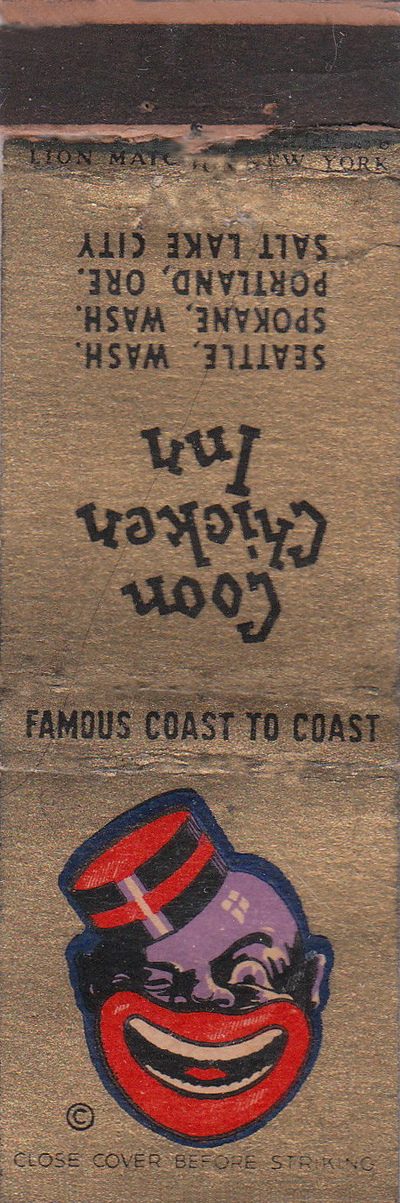 LION MATCH NEW YORK
Coon
Chicken
Inn
SEATTLE, WASH.
SPOKANE, WASH.
PORTLAND, ORE.
SALT LAKE CITY
FAMOUS COAST TO COAST
©
CLOSE COVER BEFORE STRIKING